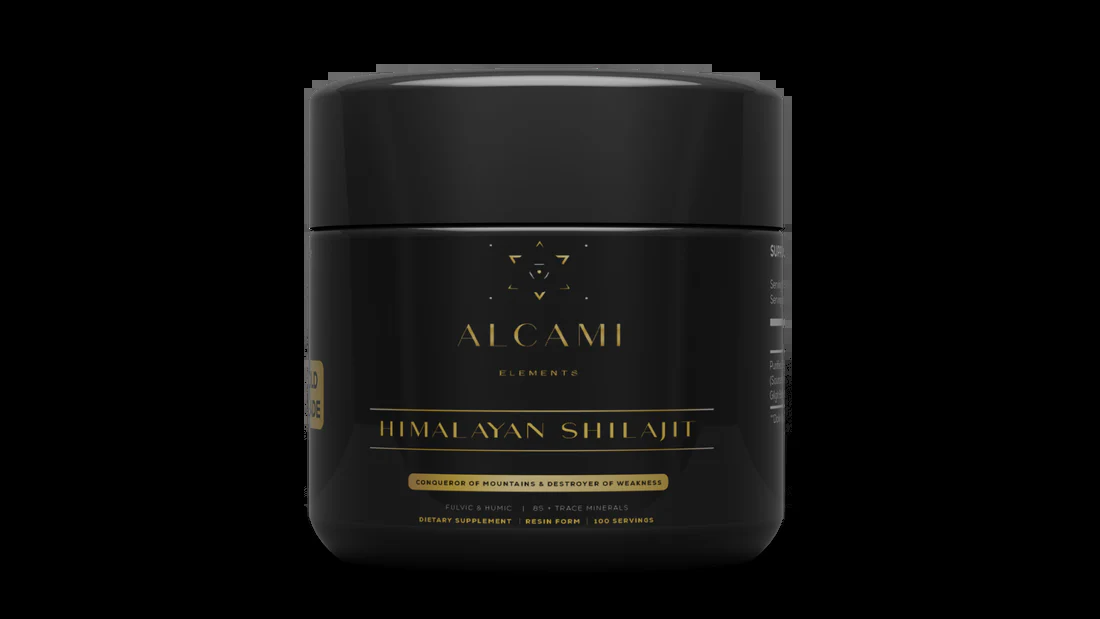 ALCAMI
ELEMENTS
HIMALAYAN SHILAJIT
CONQUEROR OF MOUNTAINS & DESTROYER OF WEAKNESS
FULVIC & HUMIC | 85 + TRACE MINERALS
DIETARY SUPPLEMENT | RESIN FORM | 100 SERVINGS